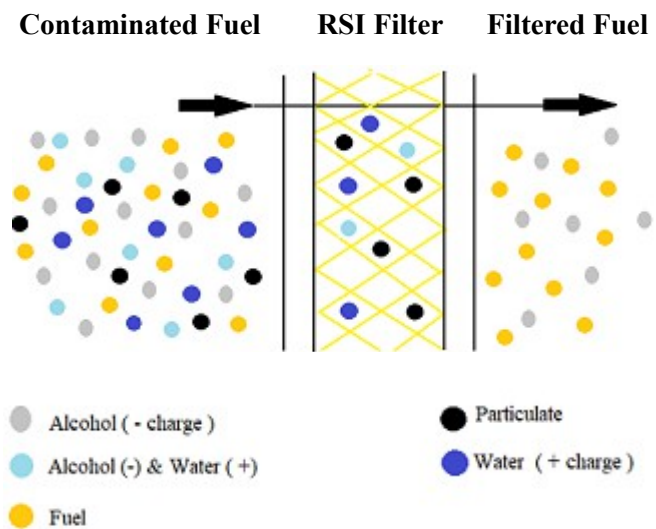 Contaminated Fuel RSI Filter Filtered Fuel
Alcohol ( - charge )
Alcohol (-) & Water ( +)
Fuel
Particulate
Water ( + charge )